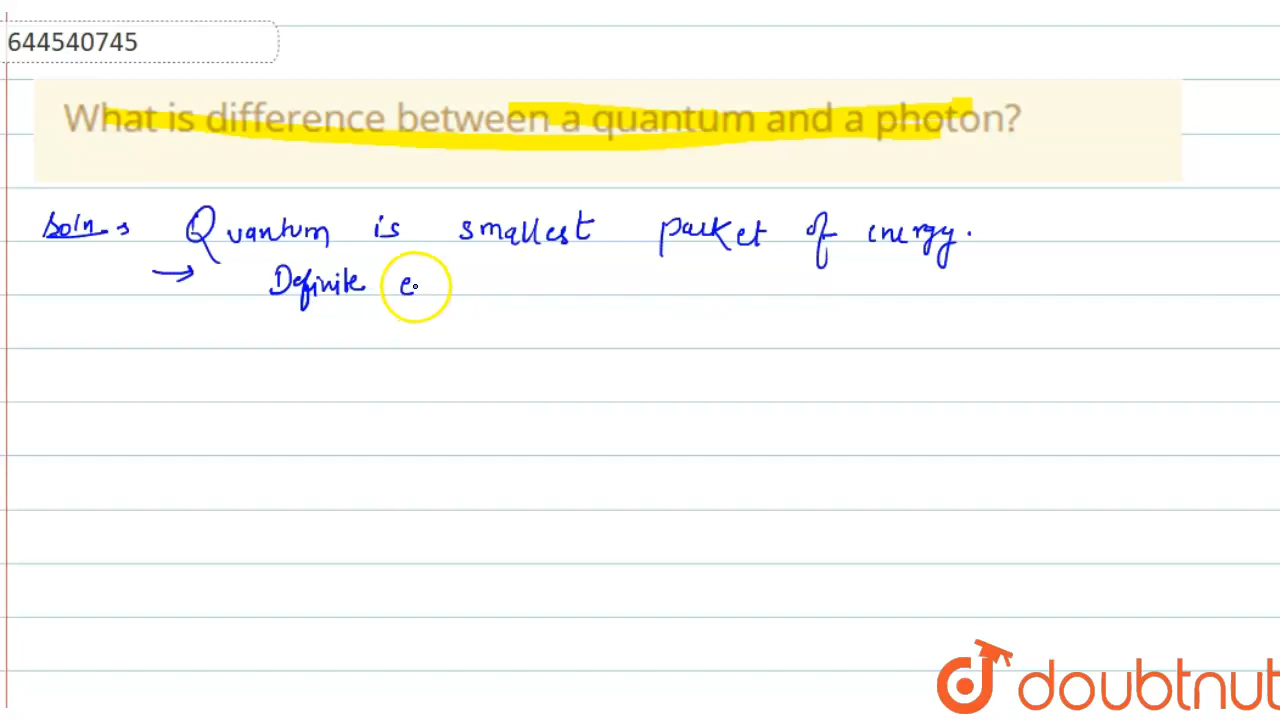 644540745
What is difference between a quantum and a photon?
Soln → Quantum is smallest packet of energy.
→ Definite e
doubtnut